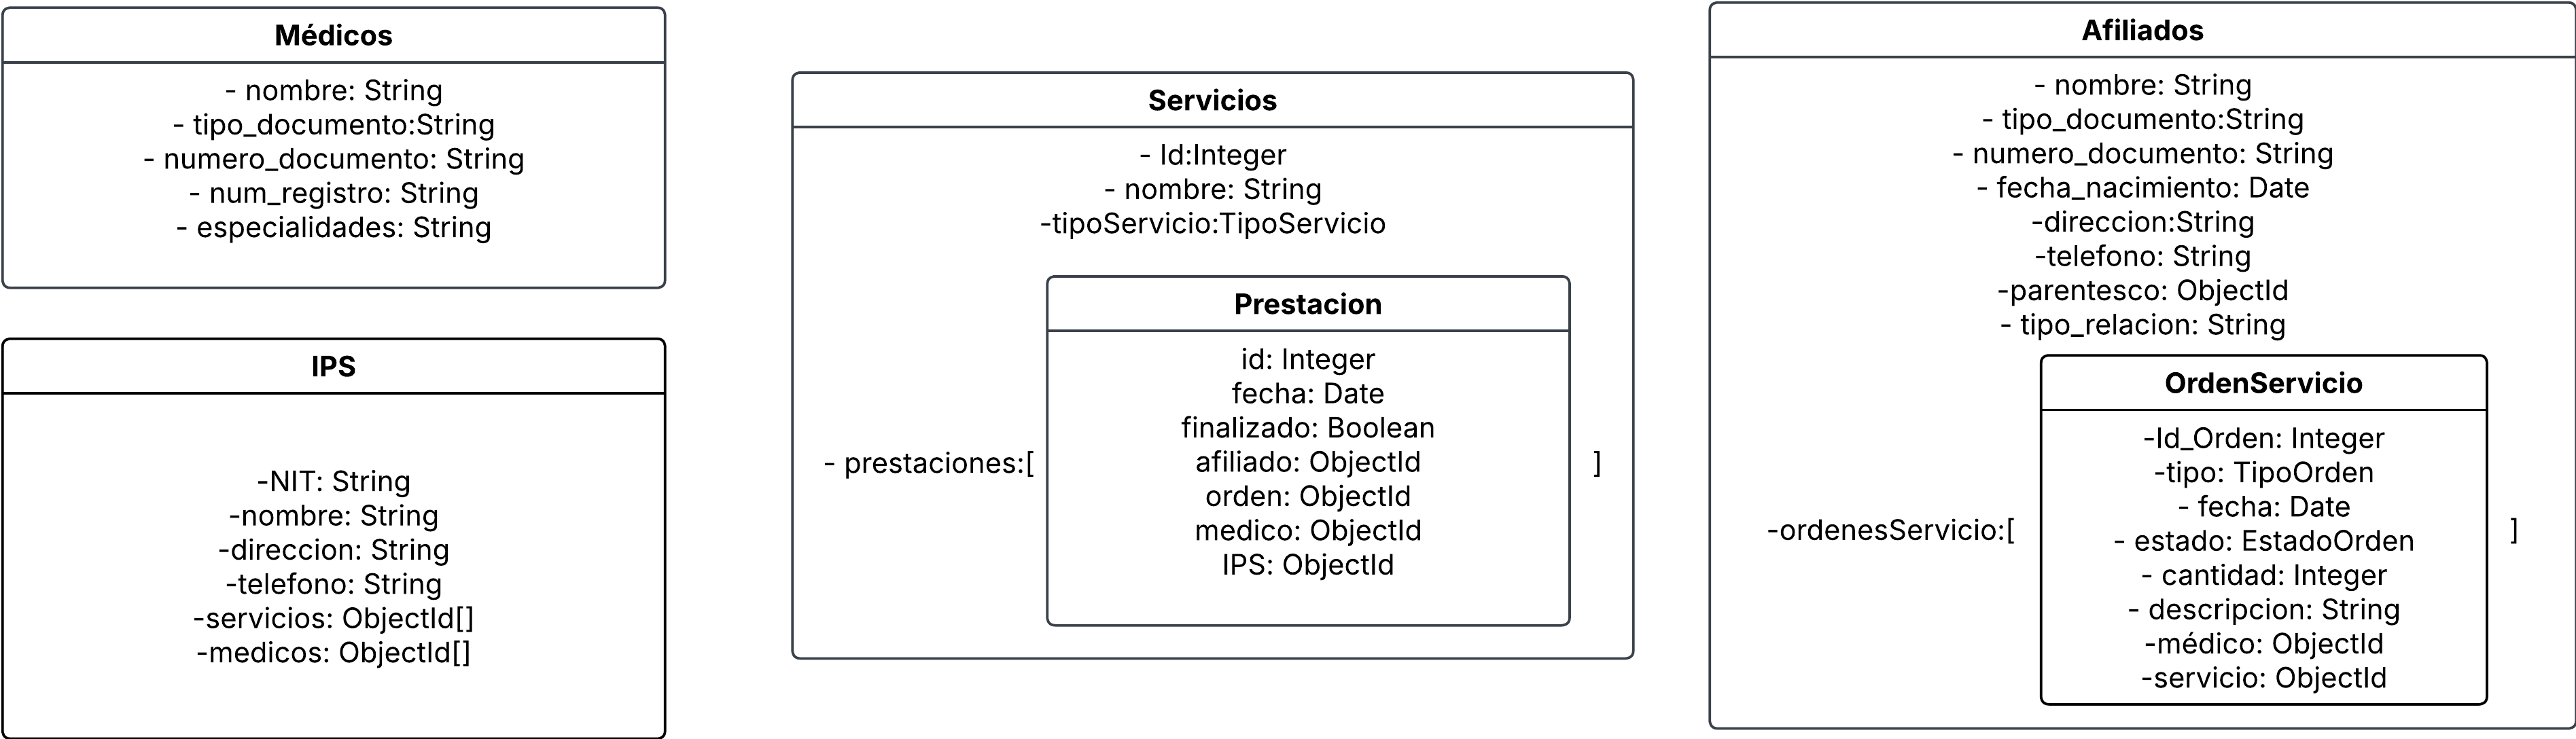 Médicos
- nombre: String
- tipo_documento:String
- numero_documento: String
- num_registro: String
- especialidades: String
IPS
-NIT: String
-nombre: String
-direccion: String
-telefono: String
-servicios: ObjectId[]
-medicos: ObjectId[]
Servicios
- Id:Integer
- nombre: String
-tipoServicio:TipoServicio
- prestaciones:[
Prestacion
id: Integer
fecha: Date
finalizado: Boolean
afiliado: ObjectId
orden: ObjectId
medico: ObjectId
IPS: ObjectId
]
Afiliados
- nombre: String
- tipo_documento:String
- numero_documento: String
- fecha_nacimiento: Date
-direccion:String
-telefono: String
-parentesco: ObjectId
- tipo_relacion: String
-ordenesServicio:[
OrdenServicio
-Id_Orden: Integer
-tipo: TipoOrden
- fecha: Date
- estado: EstadoOrden
- cantidad: Integer
- descripcion: String
-médico: ObjectId
-servicio: ObjectId
]